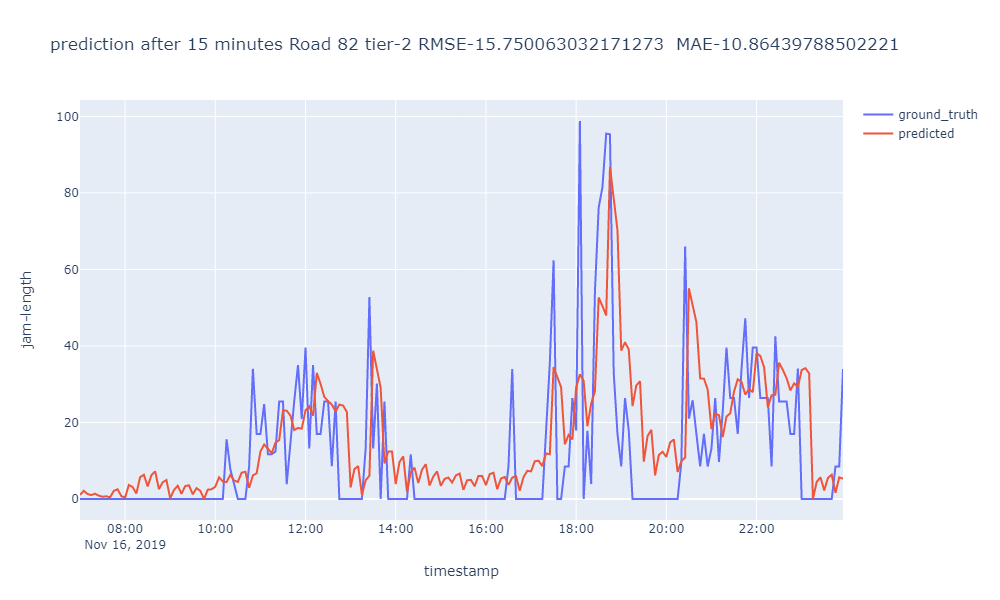 prediction after 15 minutes Road 82 tier-2 RMSE-15.750063032171273  MAE-10.86439788502221
ground_truth
predicted
100
80
60
40
20
0
jam-length
08:00 10:00 12:00 14:00 16:00 18:00 20:00 22:00
Nov 16, 2019
timestamp